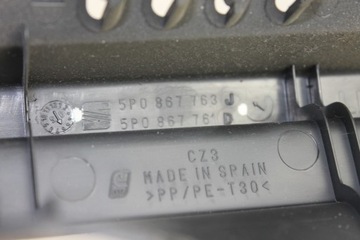 5P0 867 763 J
5P0 867 76 D
CZ3
MADE IN SPAIN
>PP/PE-T30<